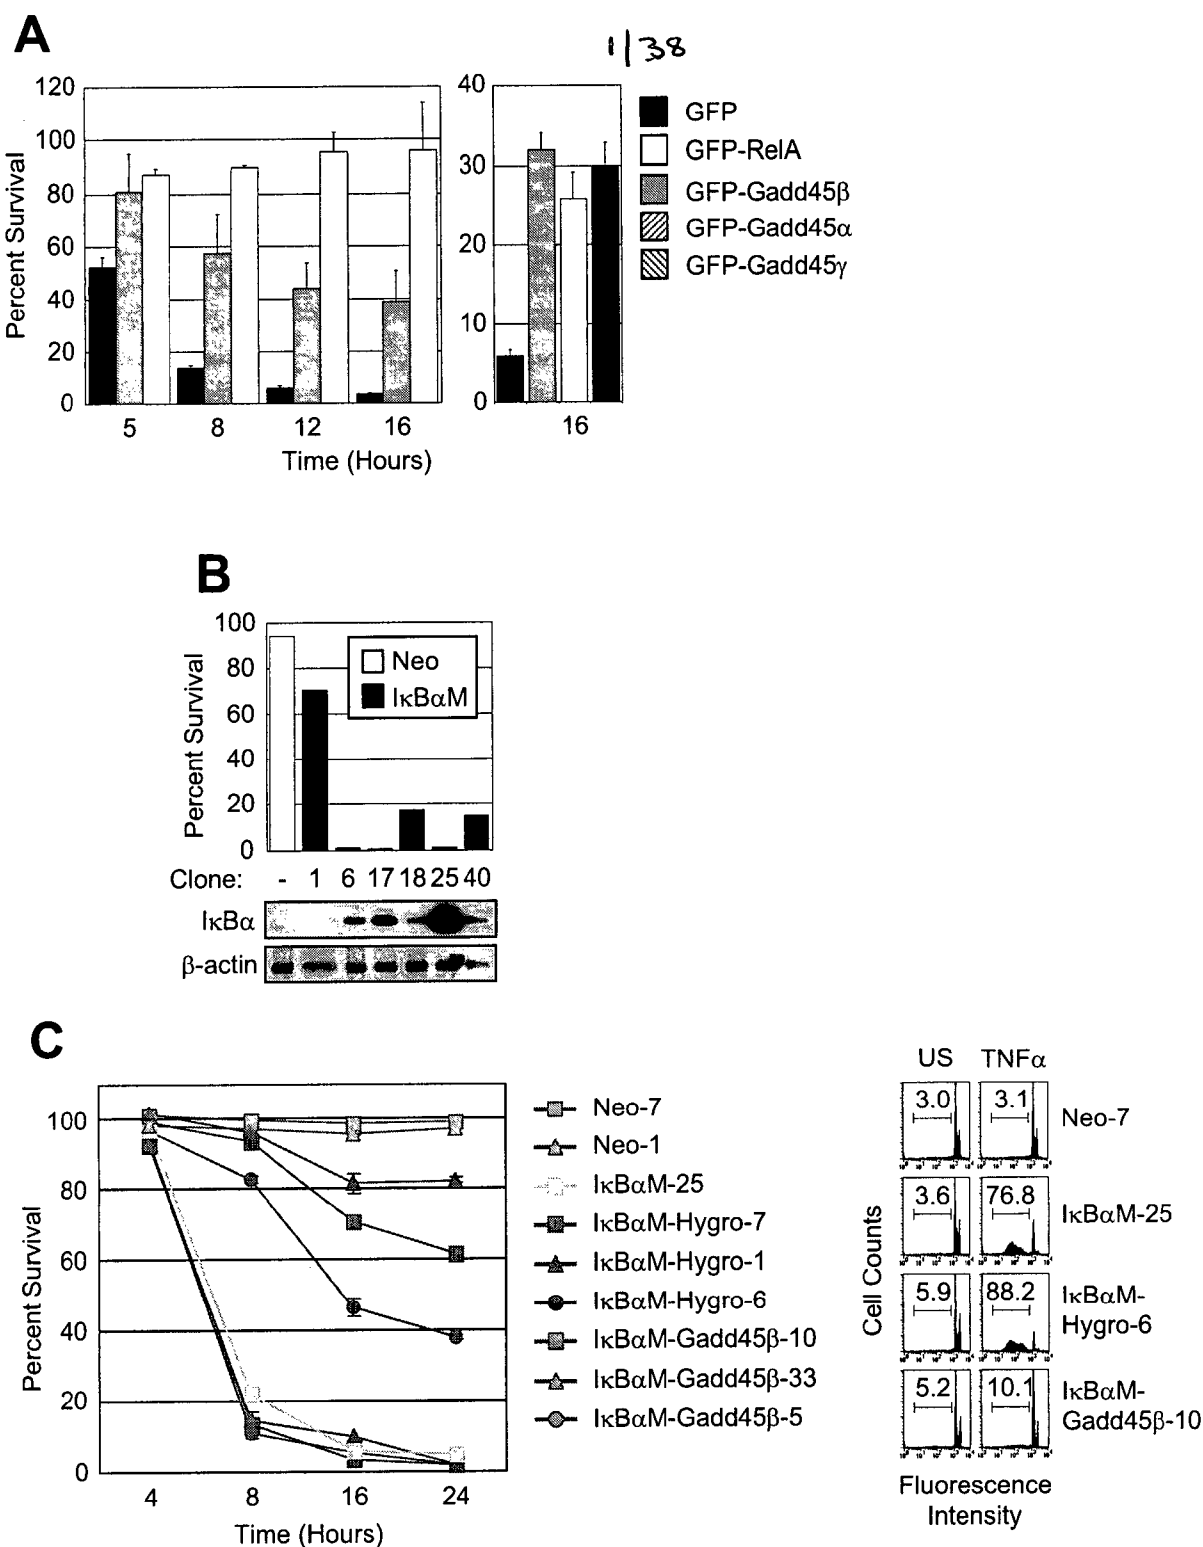 A
1/38
Percent Survival
120
100
80
60
40
20
0
5 8 12 16
Time (Hours)
40
30
20
10
0
16
GFP
GFP-RelA
GFP-Gadd45β
GFP-Gadd45α
GFP-Gadd45γ
B
Percent Survival
100
80
60
40
20
0
Neo
IκBαM
Clone: - 1 6 17 18 25 40
IκBα
β-actin
C
Percent Survival
100
80
60
40
20
0
4 8 16 24
Time (Hours)
Neo-7
Neo-1
IκBαM-25
IκBαM-Hygro-7
IκBαM-Hygro-1
IκBαM-Hygro-6
IκBαM-Gadd45β-10
IκBαM-Gadd45β-33
IκBαM-Gadd45β-5
US TNFα
Cell Counts
3.0 3.1
Neo-7
3.6 76.8
IκBαM-25
5.9 88.2
IκBαM-
Hygro-6
5.2 10.1
IκBαM-
Gadd45β-10
Fluorescence
Intensity